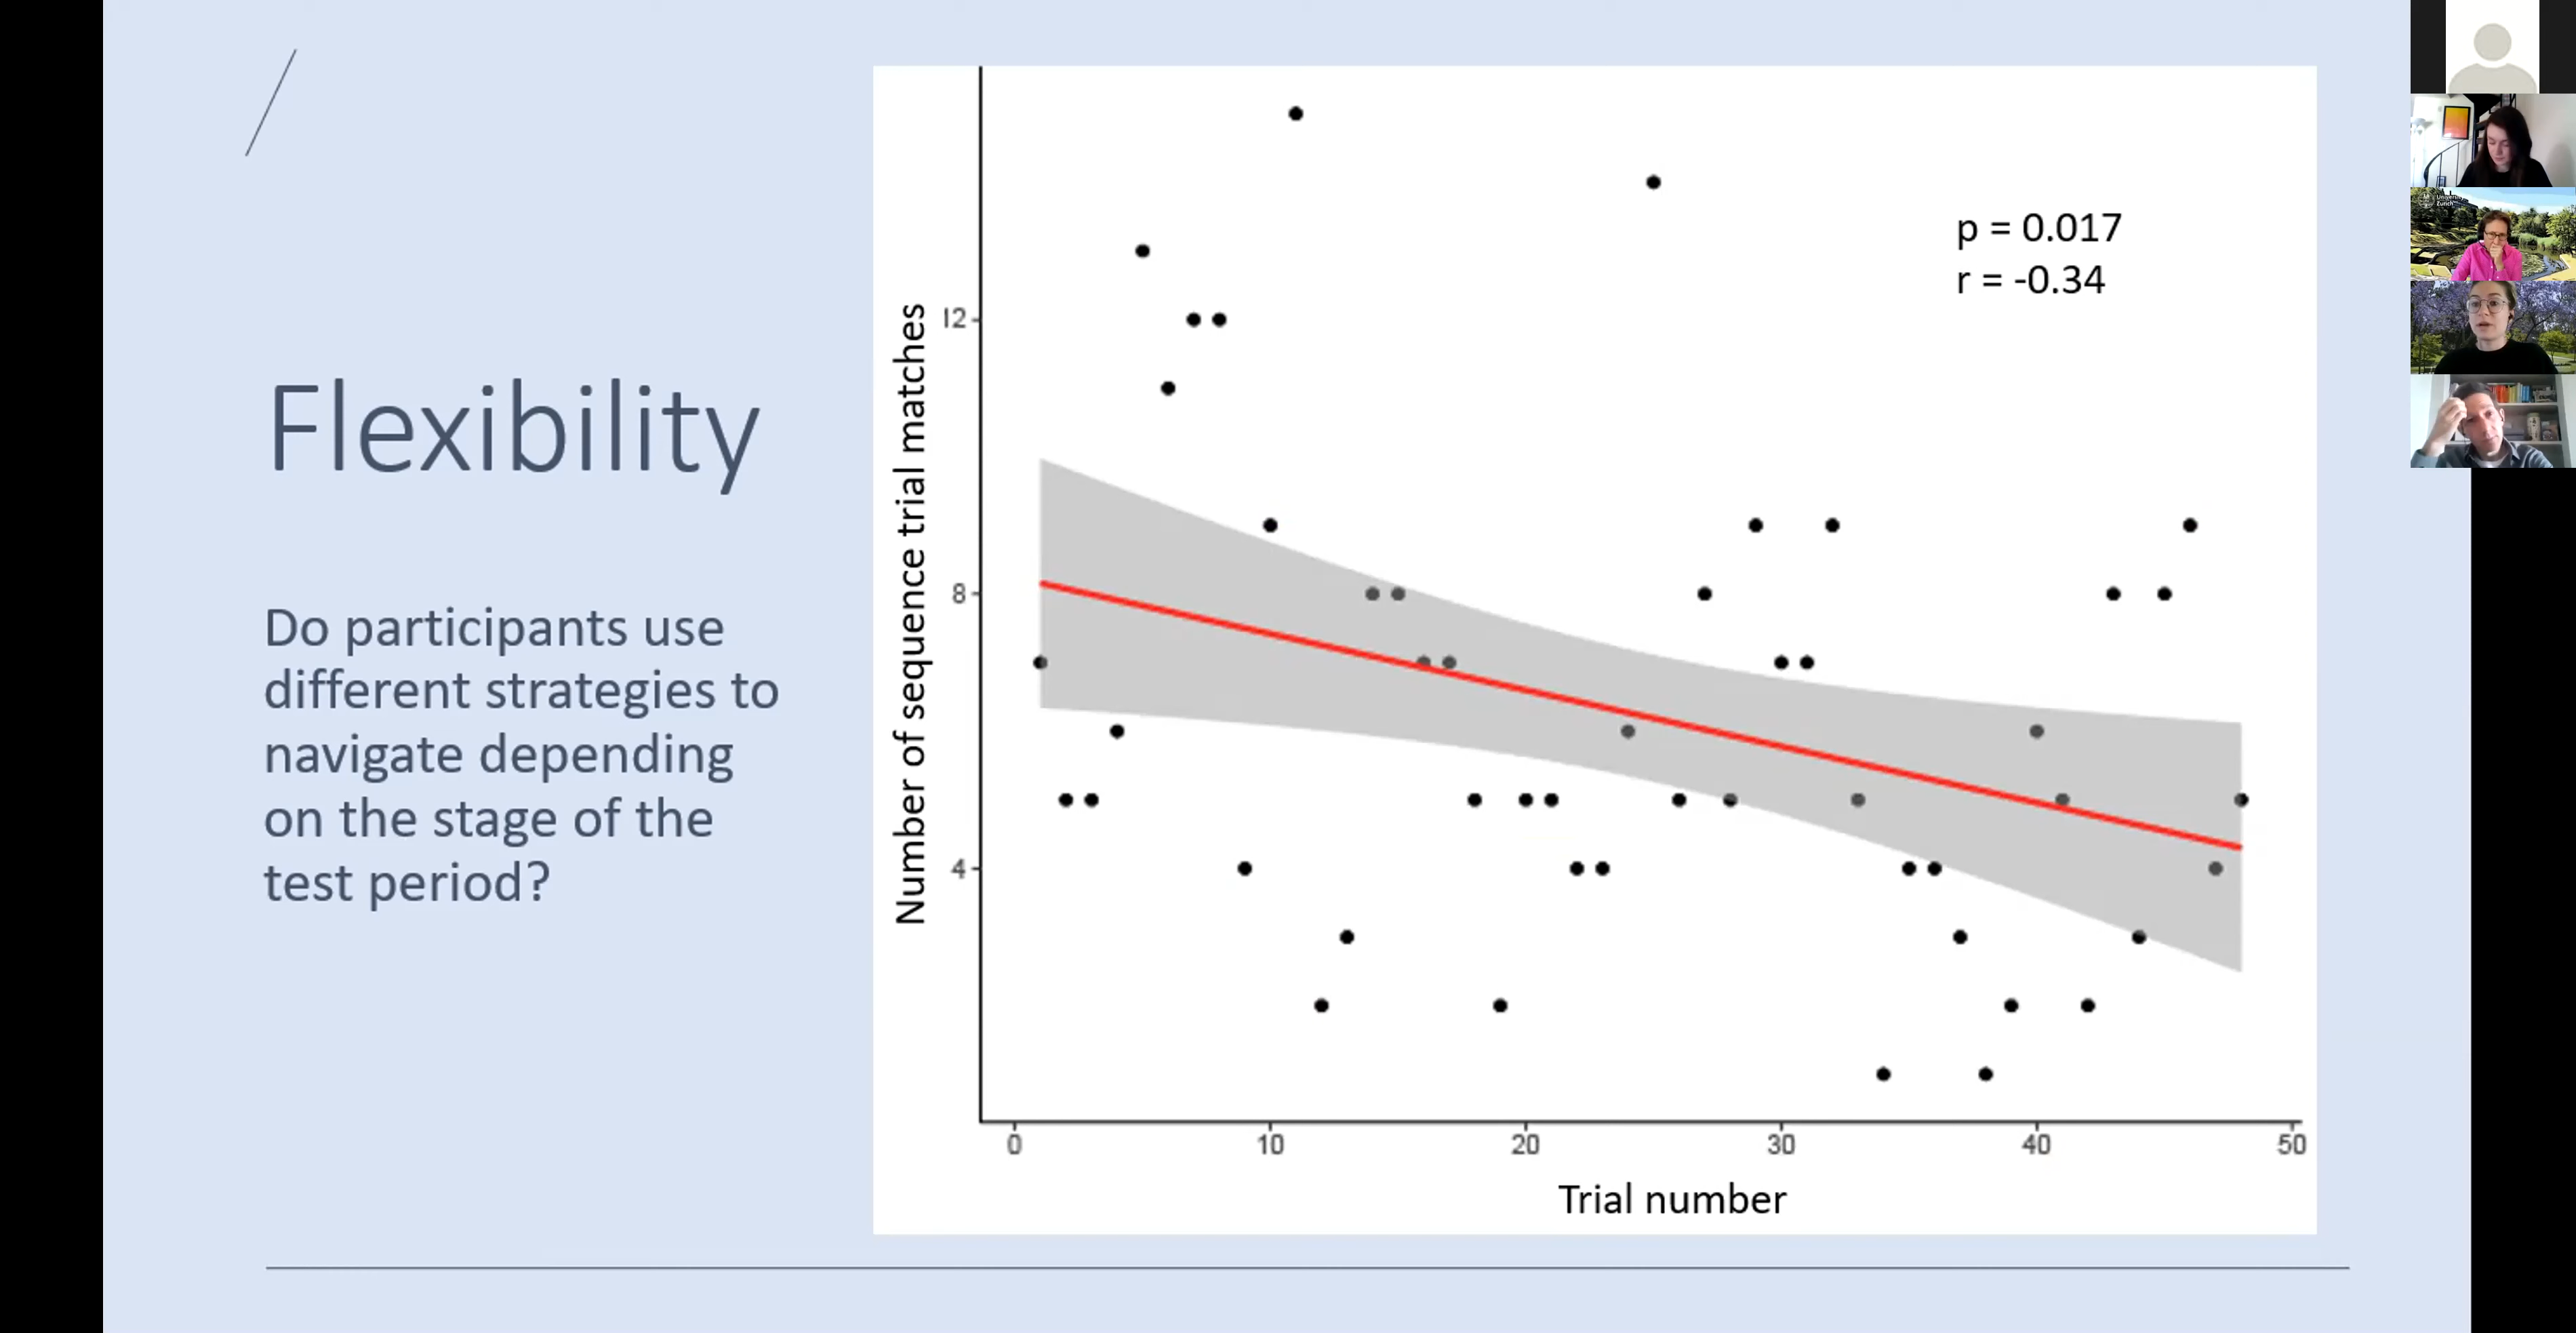 Flexibility
Do participants use
different strategies to
navigate depending
on the stage of the
test period?
Number of sequence trial matches
12
8
4
p = 0.017
r = -0.34
0 10 20 30 40 50
Trial number